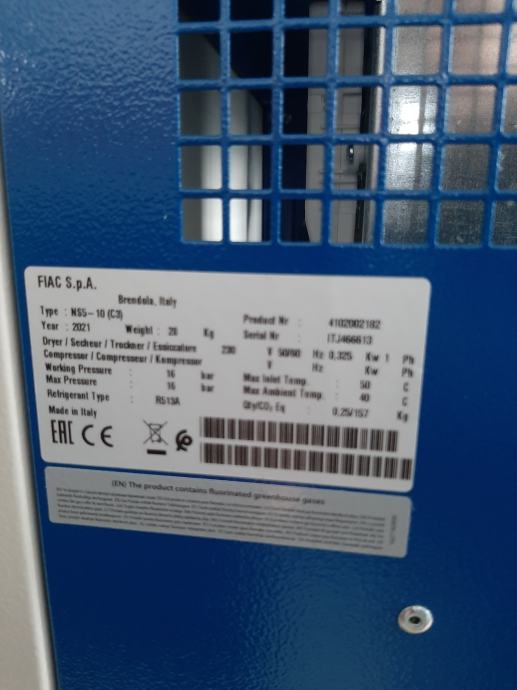 FIAC S.p.A.
Brendola, Italy
Type : NS5-10 (C3)
Product Nr : 4102002182
Year : 2021 Weight : 28 Kg
Serial Nr : ITJ466613
Dryer / Secheur / Trockner / Essiccatore 230 V 50/60 Hz 0,325 Kw 1 Ph
Compressor / Compresseur / Kompressor V Hz Kw Ph
Working Pressure : 16 bar
Max Inlet Temp. : 50 C
Max Pressure : 16 bar
Max Ambient Temp. : 40 C
Refrigerant Type : R513A
Qty/CO₂ Eq : 0,25/157 Kg
Made in Italy
EAC CE
(EN) The product contains fluorinated greenhouse gases